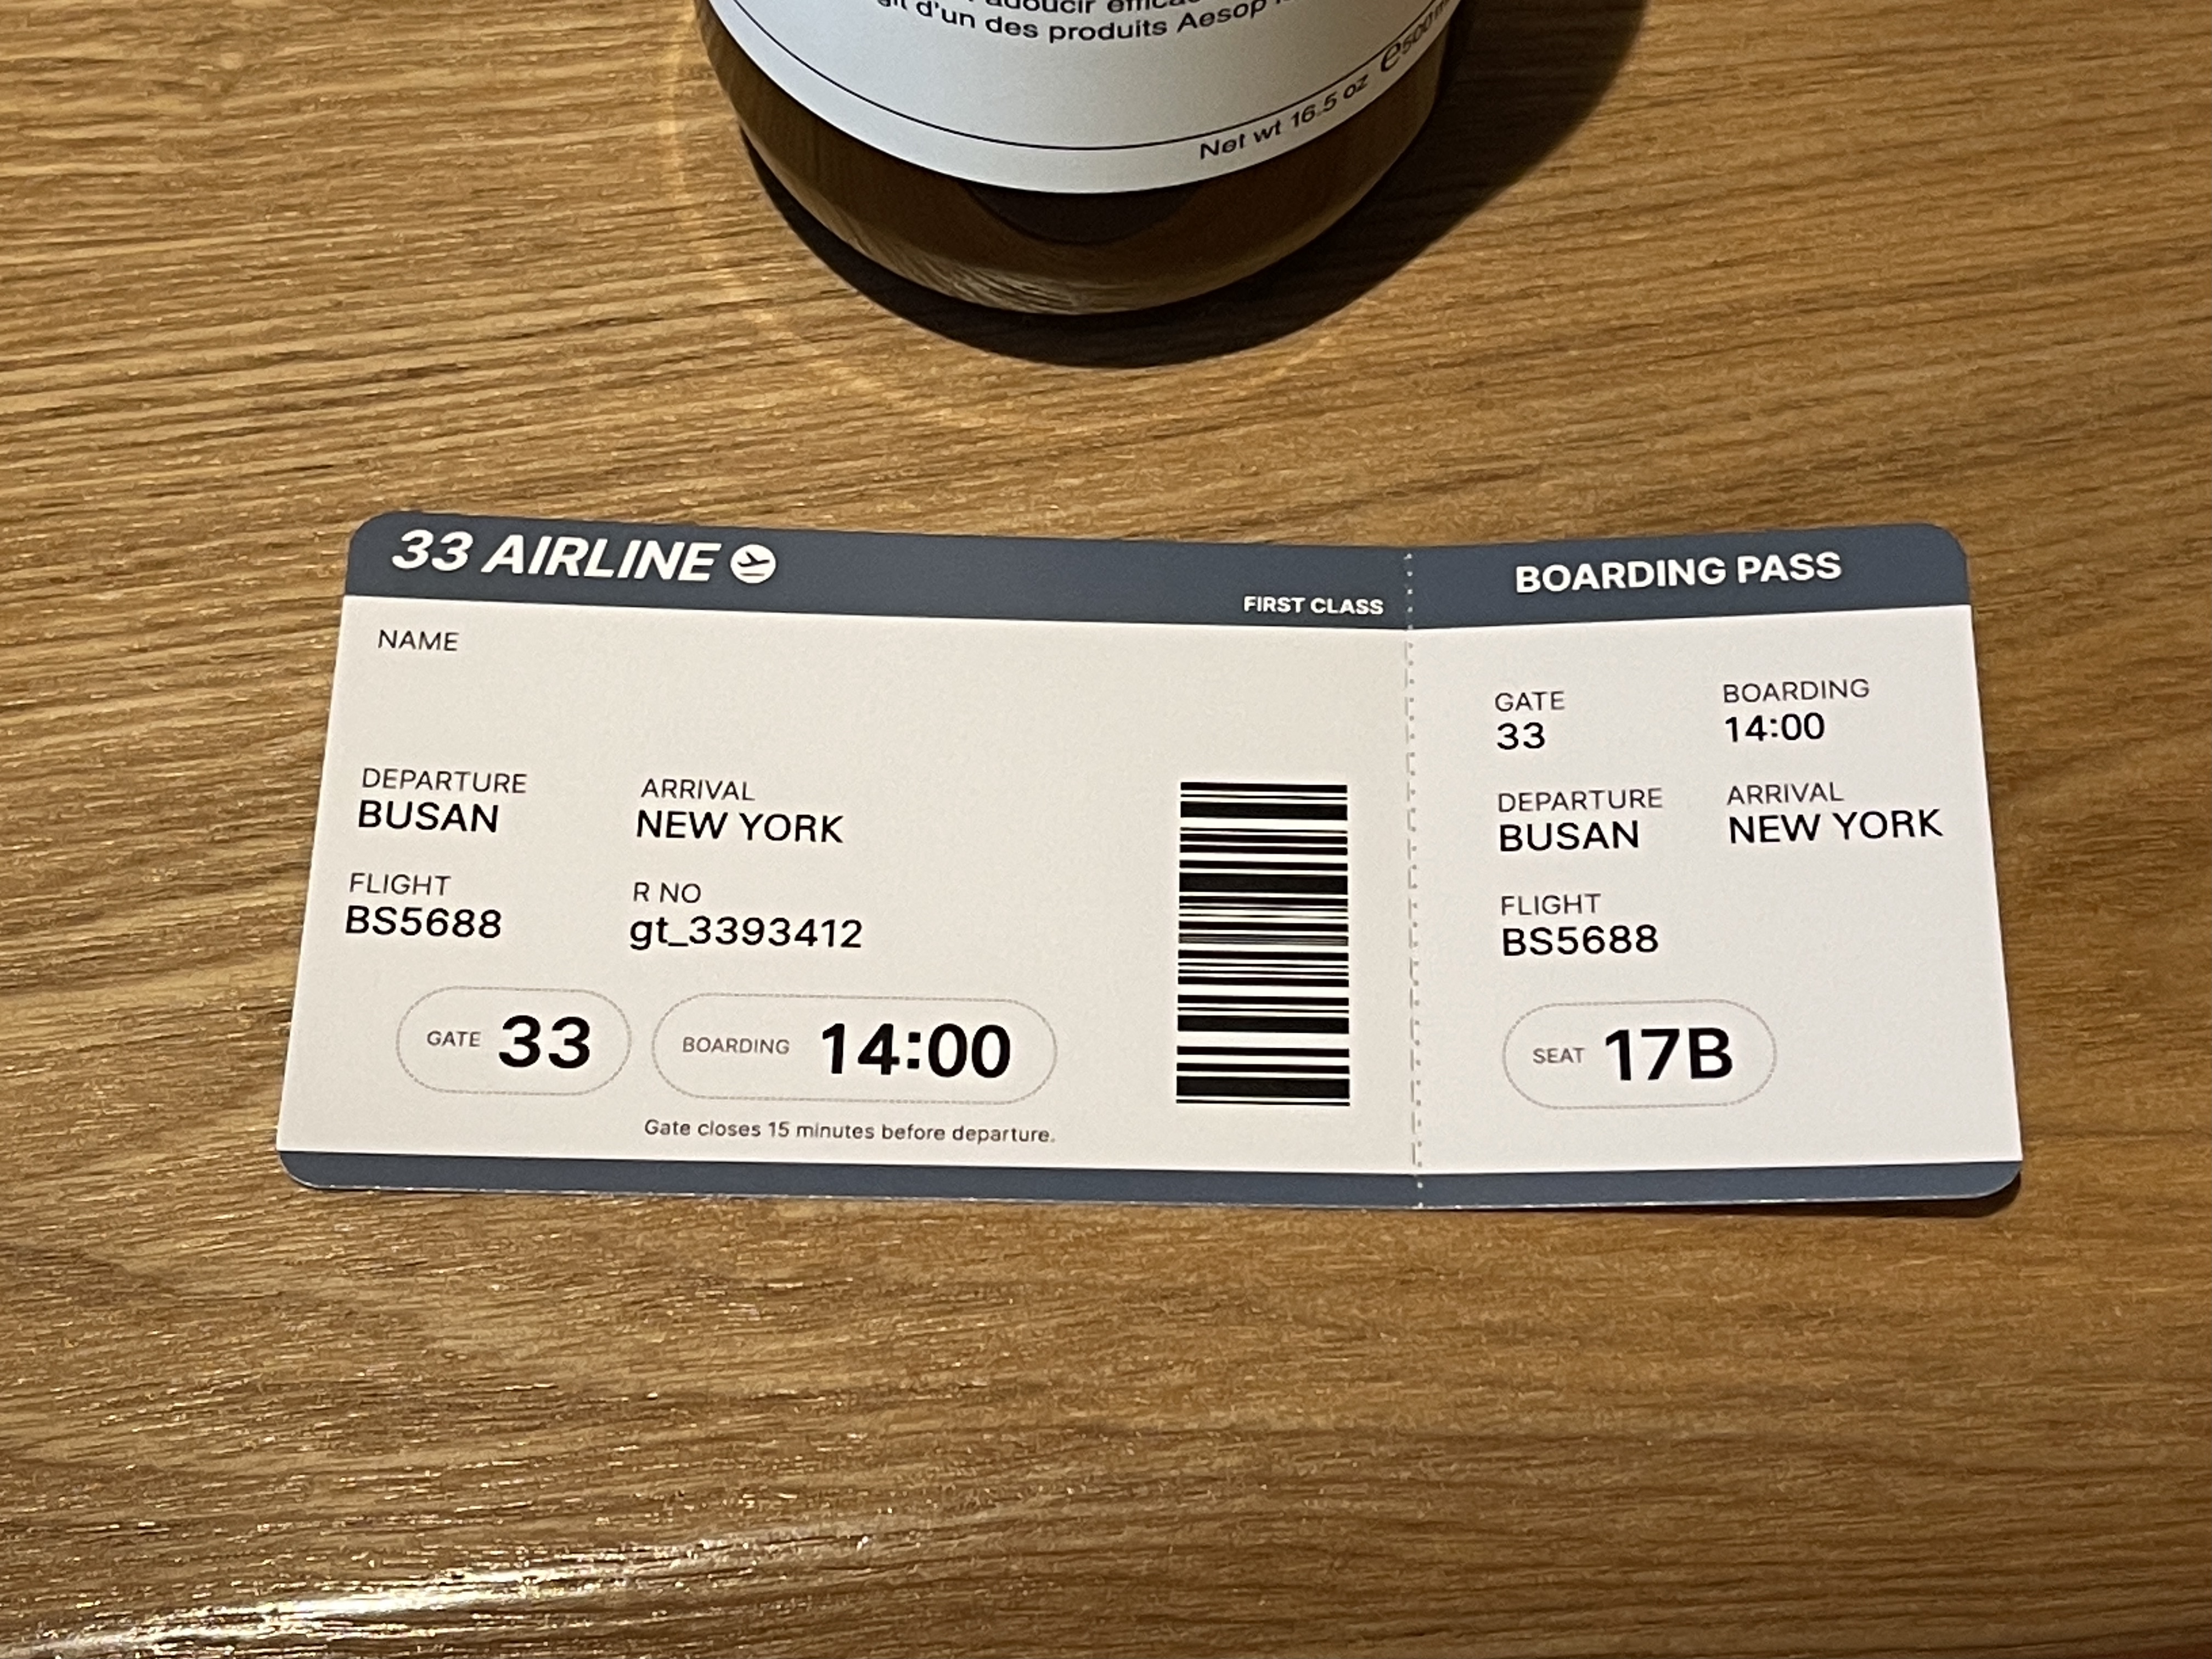 adoucir
d'un des produits Aesop
Net wt 16.5 oz e500
33 AIRLINE
FIRST CLASS
NAME
DEPARTURE
BUSAN
ARRIVAL
NEW YORK
FLIGHT
BS5688
R NO
gt_3393412
GATE 33
BOARDING 14:00
Gate closes 15 minutes before departure.
BOARDING PASS
GATE
33
BOARDING
14:00
DEPARTURE
BUSAN
ARRIVAL
NEW YORK
FLIGHT
BS5688
SEAT 17B